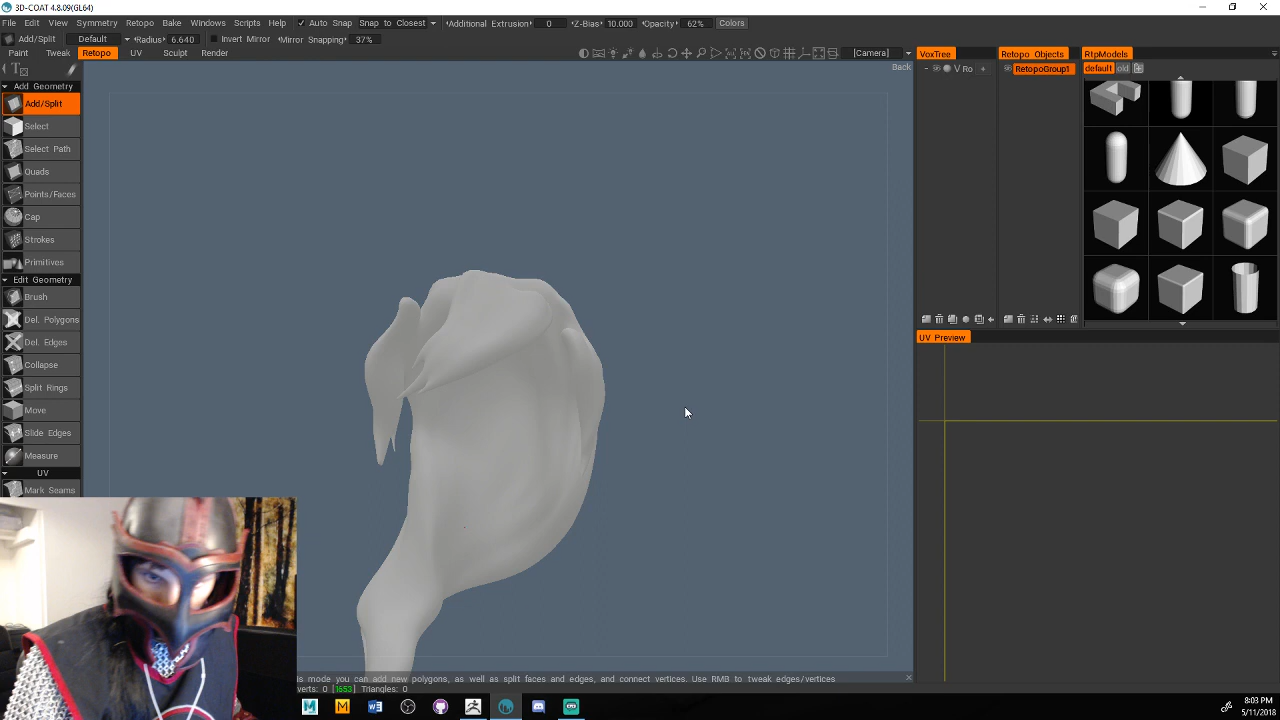 3D-COAT 4.8.09(GL64)
File Edit View Symmetry Retopo Bake Windows Scripts Help Auto Snap Snap to Closest Additional Extrusion 0 Z-Bias 10.000 Opacity 62% Colors
Add/Split Default Radius 6.640 Invert Mirror Mirror Snapping 37%
Paint Tweak Retopo UV Sculpt Render [Camera] VoxTree Retopo Objects RtpModels
Back V Ro + RetopoGroup1 default old
Add Geometry
Add/Split
Select
Select Path
Quads
Points/Faces
Cap
Strokes
Primitives
Edit Geometry
Brush
Del. Polygons
Del. Edges
Collapse
Split Rings
Move
Slide Edges
Measure
UV
Mark Seams
UV Preview
is mode you can add new polygons, as well as split faces and edges, and connect vertices. Use RMB to tweak edges/vertices
verts: 0 [1653] Triangles: 0
8:03 PM
5/11/2018